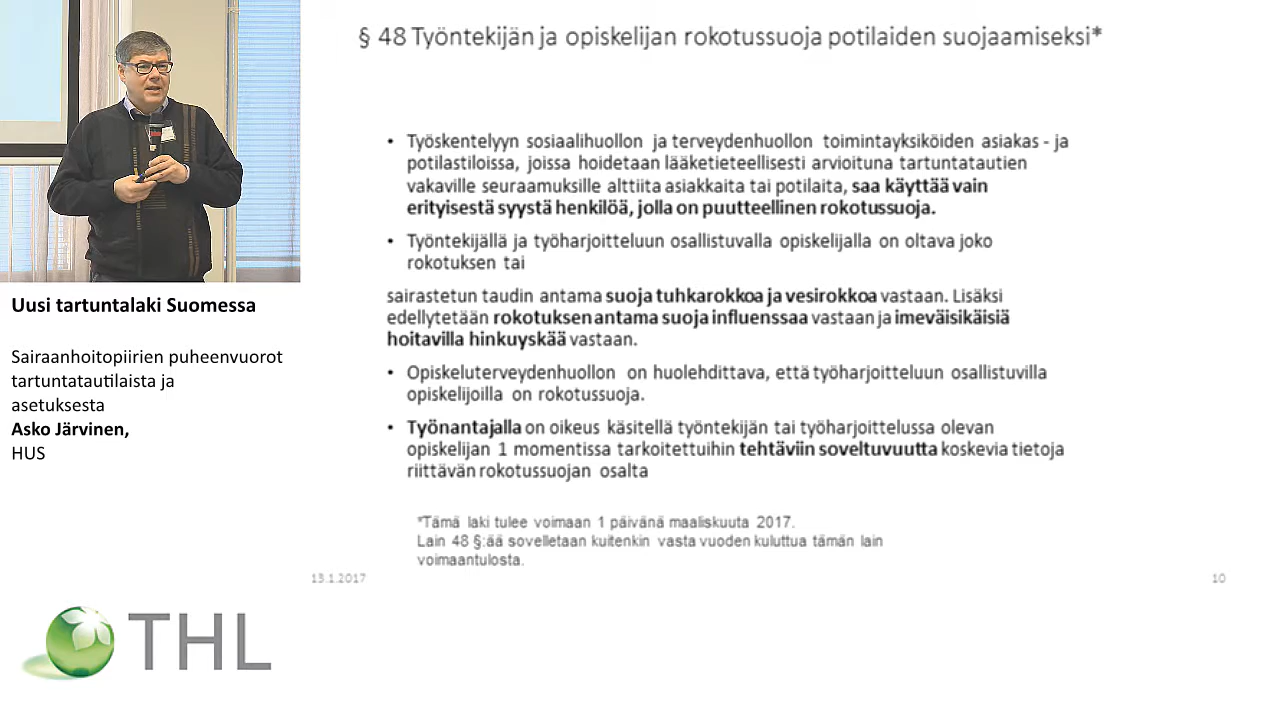 § 48 Työntekijän ja opiskelijan rokotussuoja potilaiden suojaamiseksi*
• Työskentelyyn sosiaalihuollon ja terveydenhuollon toimintayksiköiden asiakas - ja
potilastiloissa, joissa hoidetaan lääketieteellisesti arvioituna tartuntatautien
vakaville seuraamuksille alttiita asiakkaita tai potilaita, saa käyttää vain
erityisestä syystä henkilöä, jolla on puutteellinen rokotussuoja.
• Työntekijällä ja työharjoitteluun osallistuvalla opiskelijalla on oltava joko
rokotuksen tai
sairastetun taudin antama suoja tuhkarokkoa ja vesirokkoa vastaan. Lisäksi
edellytetään rokotuksen antama suoja influenssaa vastaan ja imeväisikäisiä
hoitavilla hinkuyskää vastaan.
• Opiskeluterveydenhuollon on huolehdittava, että työharjoitteluun osallistuvilla
opiskelijoilla on rokotussuoja.
• Työnantajalla on oikeus käsitellä työntekijän tai työharjoittelussa olevan
opiskelijan 1 momentissa tarkoitettuihin tehtäviin soveltuvuutta koskevia tietoja
riittävän rokotussuojan osalta
*Tämä laki tulee voimaan 1 päivänä maaliskuuta 2017.
Lain 48 §:ää sovelletaan kuitenkin vasta vuoden kuluttua tämän lain
voimaantulosta.
13.1.2017
10
Uusi tartuntalaki Suomessa
Sairaanhoitopiirien puheenvuorot
tartuntatautilaista ja
asetuksesta
Asko Järvinen,
HUS
THL